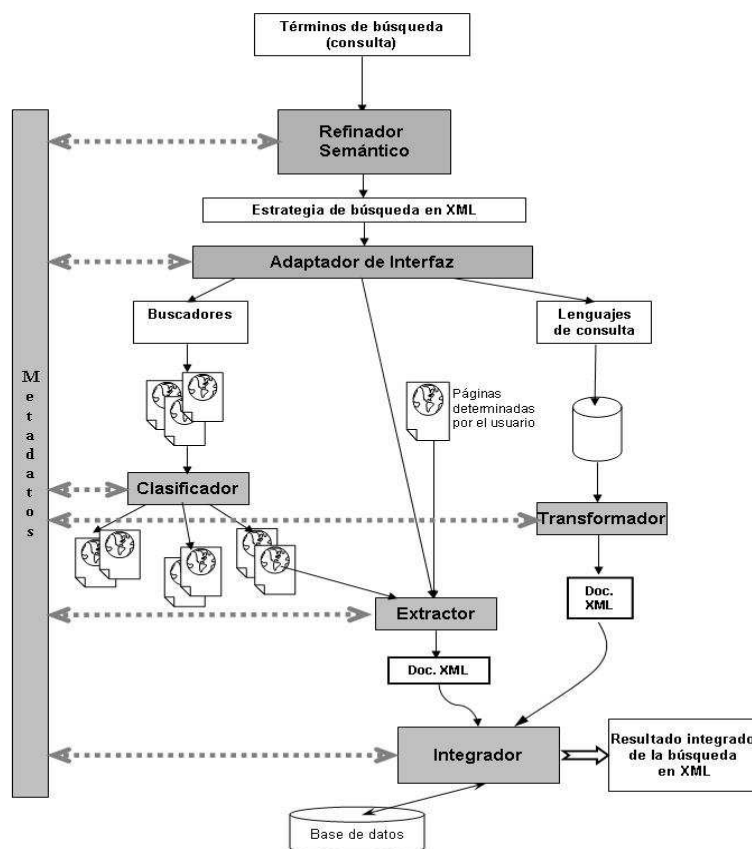 Términos de búsqueda
(consulta)
Refinador
Semántico
Estrategia de búsqueda en XML
Adaptador de Interfaz
Buscadores
Lenguajes
de consulta
Metadatos
Páginas
determinadas
por el usuario
Clasificador
Transformador
Doc.
XML
Extractor
Doc. XML
Integrador
Resultado integrado
de la búsqueda
en XML
Base de datos